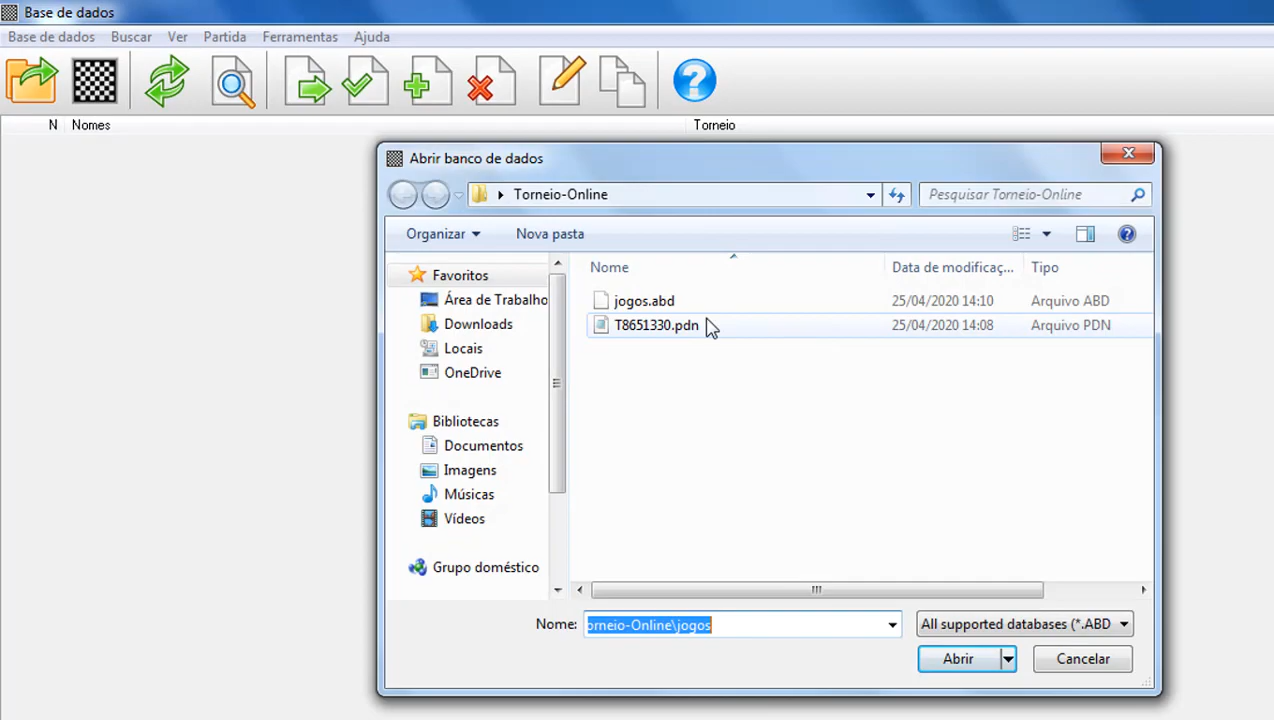 Base de dados
Base de dados Buscar Ver Partida Ferramentas Ajuda
N Nomes Torneio
Abrir banco de dados
Torneio-Online Pesquisar Torneio-Online
Organizar Nova pasta
Favoritos
Área de Trabalho
Downloads
Locais
OneDrive
Bibliotecas
Documentos
Imagens
Músicas
Vídeos
Grupo doméstico
Nome Data de modificaç... Tipo
jogos.abd 25/04/2020 14:10 Arquivo ABD
T8651330.pdn 25/04/2020 14:08 Arquivo PDN
Nome: orneio-Online\jogos All supported databases (*.ABD
Abrir Cancelar